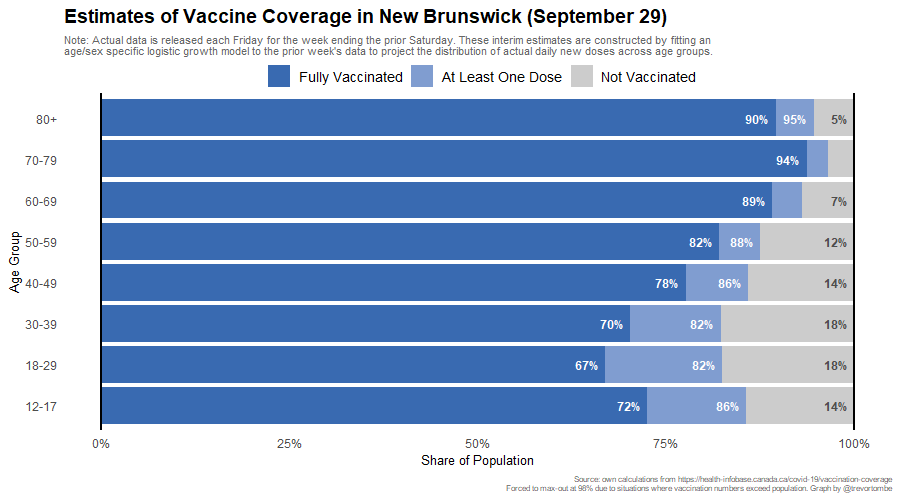 Estimates of Vaccine Coverage in New Brunswick (September 29)
Note: Actual data is released each Friday for the week ending the prior Saturday. These interim estimates are constructed by fitting an
age/sex specific logistic growth model to the prior week's data to project the distribution of actual daily new doses across age groups.
Fully Vaccinated At Least One Dose Not Vaccinated
80+ 90% 95% 5%
70-79 94%
60-69 89% 7%
50-59 82% 88% 12%
Age Group
40-49 78% 86% 14%
30-39 70% 82% 18%
18-29 67% 82% 18%
12-17 72% 86% 14%
0% 25% 50% 75% 100%
Share of Population
Source: own calculations from https://health-infobase.canada.ca/covid-19/vaccination-coverage
Forced to max-out at 98% due to situations where vaccination numbers exceed population. Graph by @trevortombe